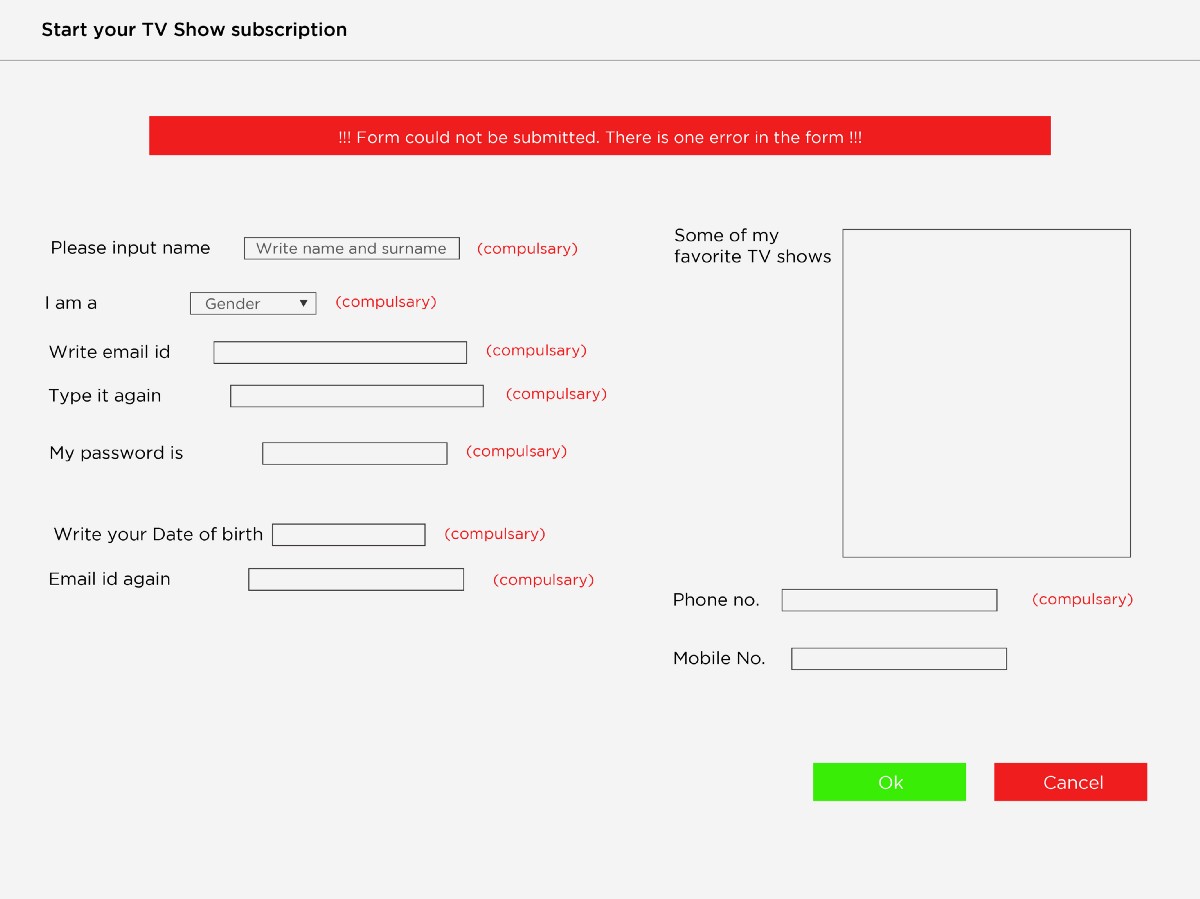 Start your TV Show subscription
!!! Form could not be submitted. There is one error in the form !!!
Please input name
Write name and surname
(compulsary)
I am a
Gender
(compulsary)
Write email id
(compulsary)
Type it again
(compulsary)
My password is
(compulsary)
Write your Date of birth
(compulsary)
Email id again
(compulsary)
Some of my
favorite TV shows
Phone no.
(compulsary)
Mobile No.
Ok
Cancel